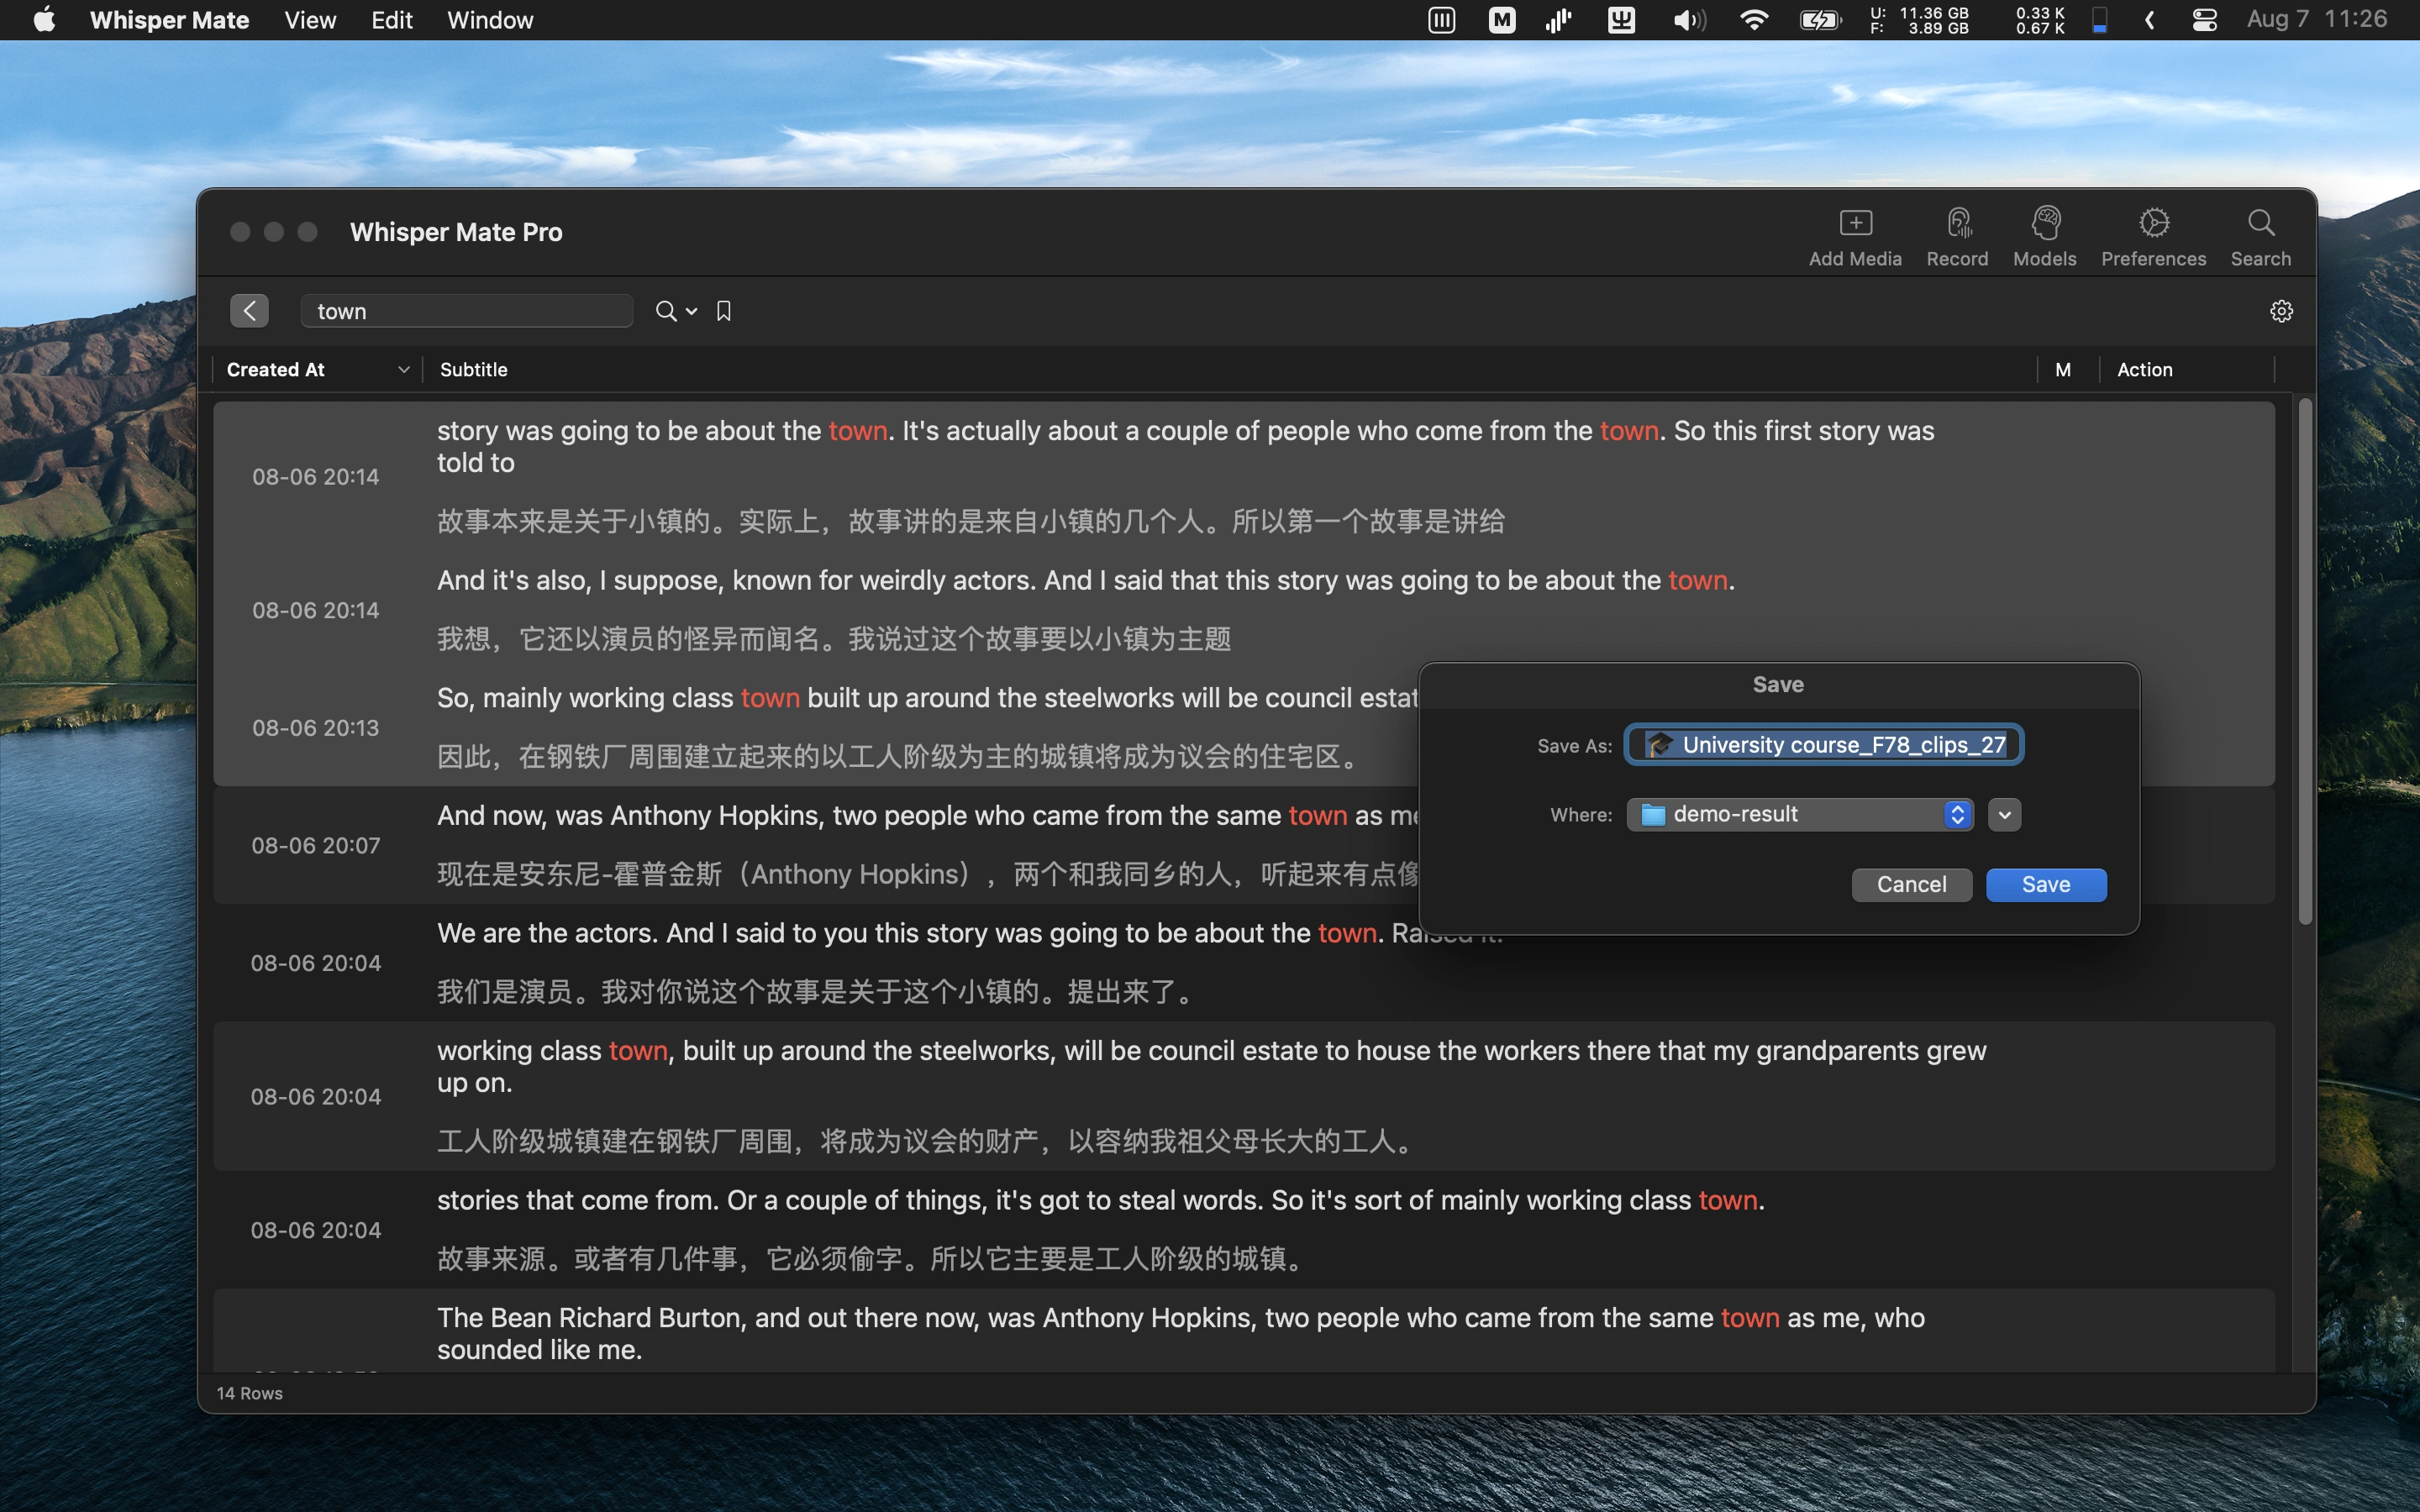 Whisper Mate View Edit Window
M
U: 11.36 GB
F: 3.89 GB
0.33 K
0.67 K
Aug 7 11:26
Whisper Mate Pro
Add Media Record Models Preferences Search
town
Created At Subtitle M Action
story was going to be about the town. It's actually about a couple of people who come from the town. So this first story was
told to
08-06 20:14
故事本来是关于小镇的。实际上，故事讲的是来自小镇的几个人。所以第一个故事是讲给
And it's also, I suppose, known for weirdly actors. And I said that this story was going to be about the town.
08-06 20:14
我想，它还以演员的怪异而闻名。我说过这个故事要以小镇为主题
So, mainly working class town built up around the steelworks will be council estat
08-06 20:13
因此，在钢铁厂周围建立起来的以工人阶级为主的城镇将成为议会的住宅区。
And now, was Anthony Hopkins, two people who came from the same town as me
08-06 20:07
现在是安东尼-霍普金斯（Anthony Hopkins），两个和我同乡的人，听起来有点像
We are the actors. And I said to you this story was going to be about the town. Raised it.
08-06 20:04
我们是演员。我对你说这个故事是关于这个小镇的。提出来了。
working class town, built up around the steelworks, will be council estate to house the workers there that my grandparents grew
up on.
08-06 20:04
工人阶级城镇建在钢铁厂周围，将成为议会的财产，以容纳我祖父母长大的工人。
stories that come from. Or a couple of things, it's got to steal words. So it's sort of mainly working class town.
08-06 20:04
故事来源。或者有几件事，它必须偷字。所以它主要是工人阶级的城镇。
The Bean Richard Burton, and out there now, was Anthony Hopkins, two people who came from the same town as me, who
sounded like me.
14 Rows
Save
Save As: 🎓 University course_F78_clips_27
Where: demo-result
Cancel Save